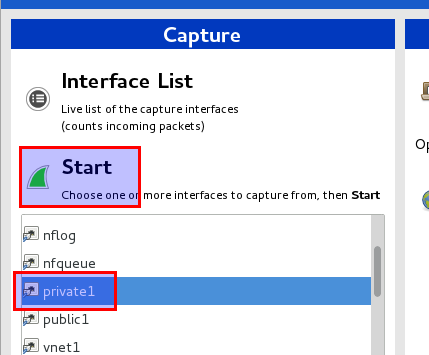 Capture
Interface List
Live list of the capture interfaces
(counts incoming packets)
Start
Choose one or more interfaces to capture from, then Start
nflog
nfqueue
private1
public1
vnet1